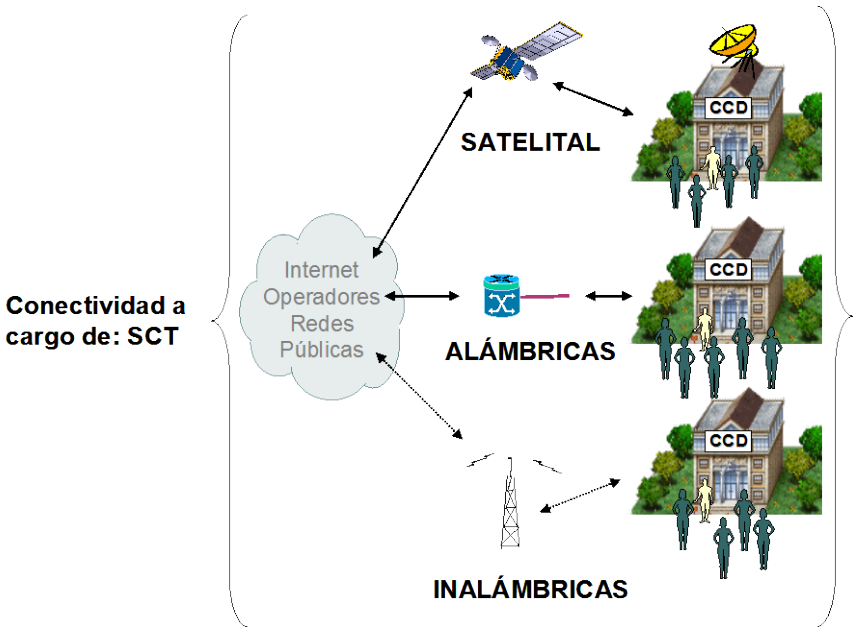 Conectividad a
cargo de: SCT
Internet
Operadores
Redes
Públicas
SATELITAL
CCD
ALÁMBRICAS
CCD
INALÁMBRICAS
CCD